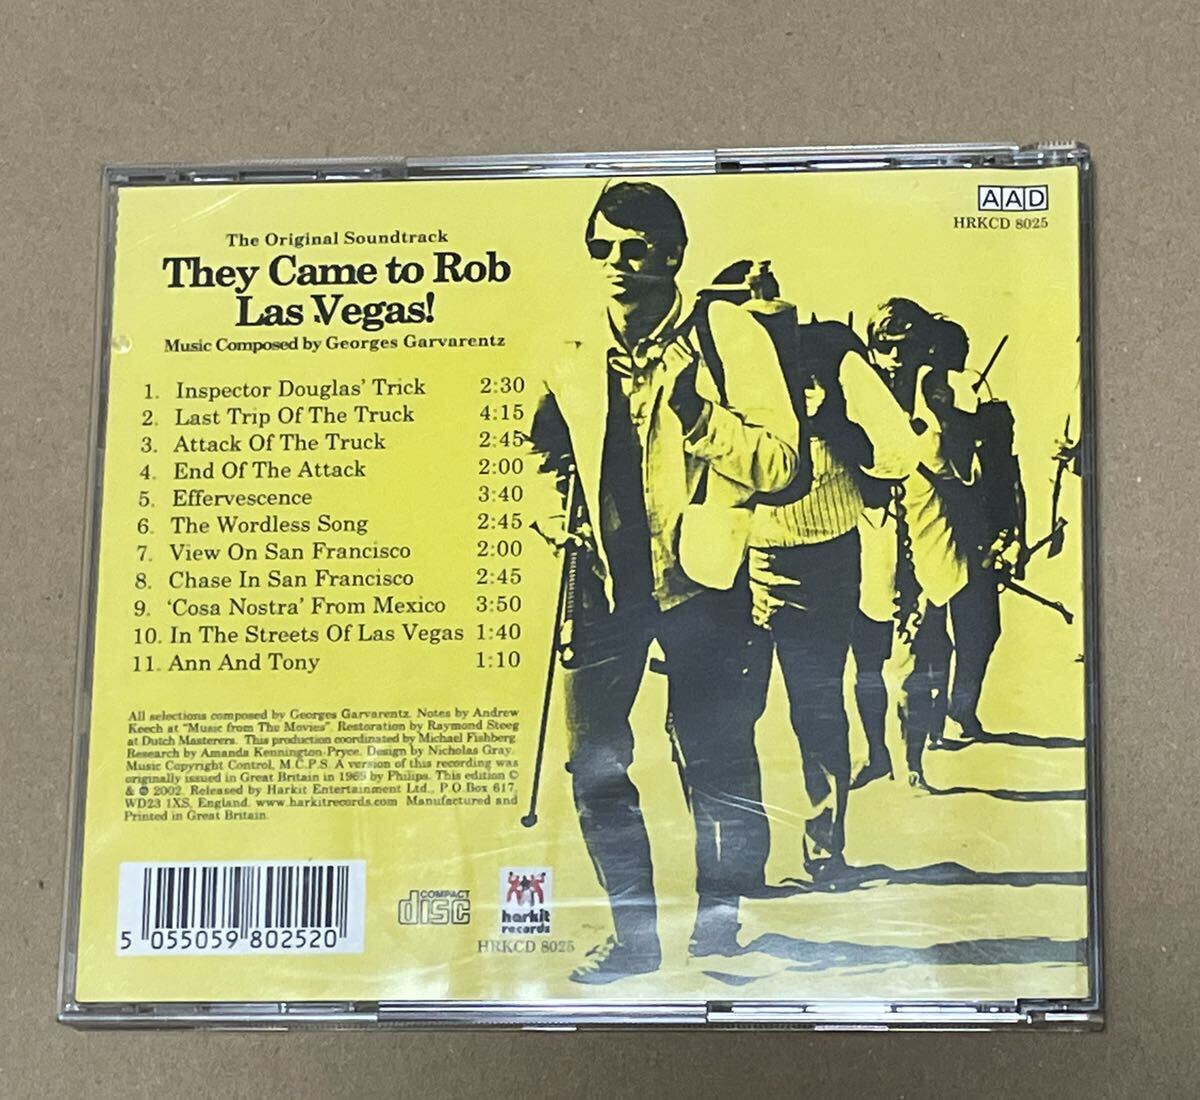 The Original Soundtrack
They Came to Rob
Las Vegas!
Music Composed by Georges Garvarentz
1. Inspector Douglas' Trick 2:30
2. Last Trip Of The Truck 4:15
3. Attack Of The Truck 2:45
4. End Of The Attack 2:00
5. Effervescence 3:40
6. The Wordless Song 2:45
7. View On San Francisco 2:00
8. Chase In San Francisco 2:45
9. 'Cosa Nostra' From Mexico 3:50
10. In The Streets Of Las Vegas 1:40
11. Ann And Tony 1:10
All selections composed by Georges Garvarentz. Notes by Andrew
Keech at "Music from The Movies". Restoration by Raymond Steeg
at Dutch Masterers. This production coordinated by Michael Fishberg.
Research by Amanda Kennington-Pryce. Design by Nicholas Gray.
Music Copyright Control, M.C.P.S. A version of this recording was
originally issued in Great Britain in 1969 by Philips. This edition ©
& ℗ 2002. Released by Harkit Entertainment Ltd., P.O Box 617,
WD23 1XS, England. www.harkitrecords.com Manufactured and
Printed in Great Britain.
5 055059 802520
COMPACT
disc
harkit
records
HRKCD 8025
AAD
HRKCD 8025